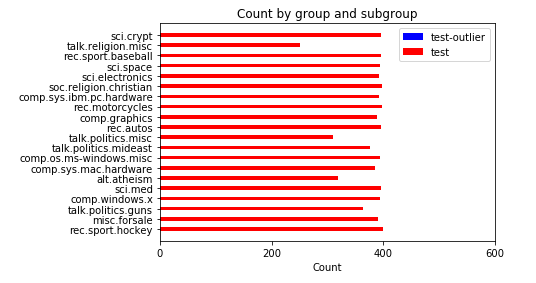 Count by group and subgroup
test-outlier
test
sci.crypt
talk.religion.misc
rec.sport.baseball
sci.space
sci.electronics
soc.religion.christian
comp.sys.ibm.pc.hardware
rec.motorcycles
comp.graphics
rec.autos
talk.politics.misc
talk.politics.mideast
comp.os.ms-windows.misc
comp.sys.mac.hardware
alt.atheism
sci.med
comp.windows.x
talk.politics.guns
misc.forsale
rec.sport.hockey
0 200 400 600
Count